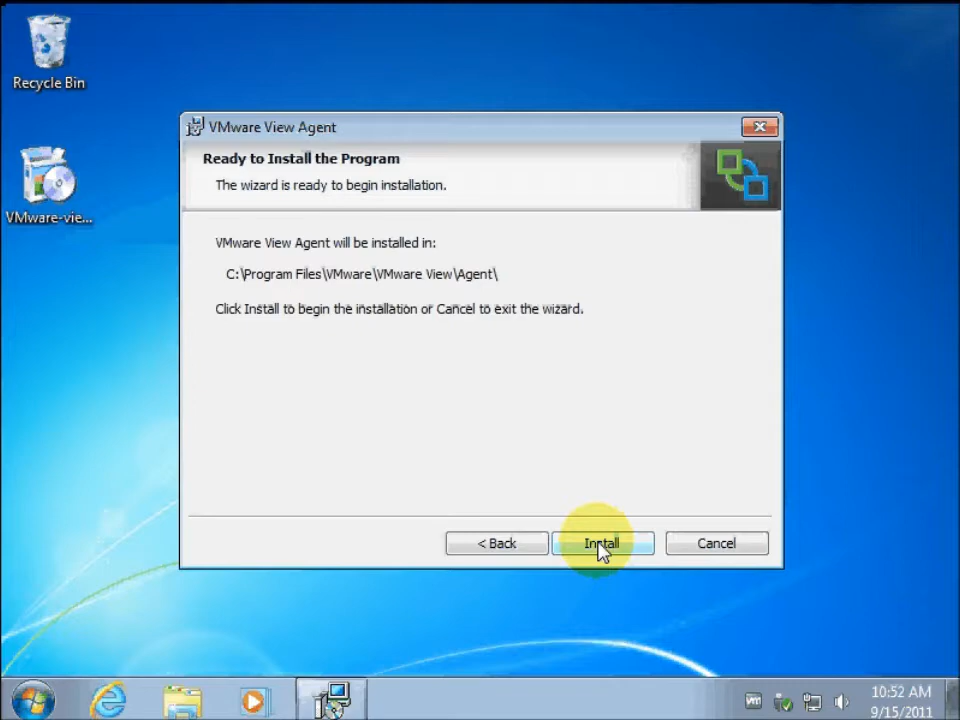 Recycle Bin
VMware-vie...
VMware View Agent
Ready to Install the Program
The wizard is ready to begin installation.
VMware View Agent will be installed in:
C:\Program Files\VMware\VMware View\Agent\
Click Install to begin the installation or Cancel to exit the wizard.
< Back
Install
Cancel
vm
10:52 AM
9/15/2011